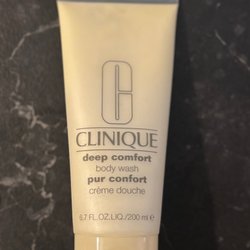 C
CLINIQUE
deep comfort
body wash
pur confort
crème douche
6.7 FL.OZ.LIQ./200 ml e